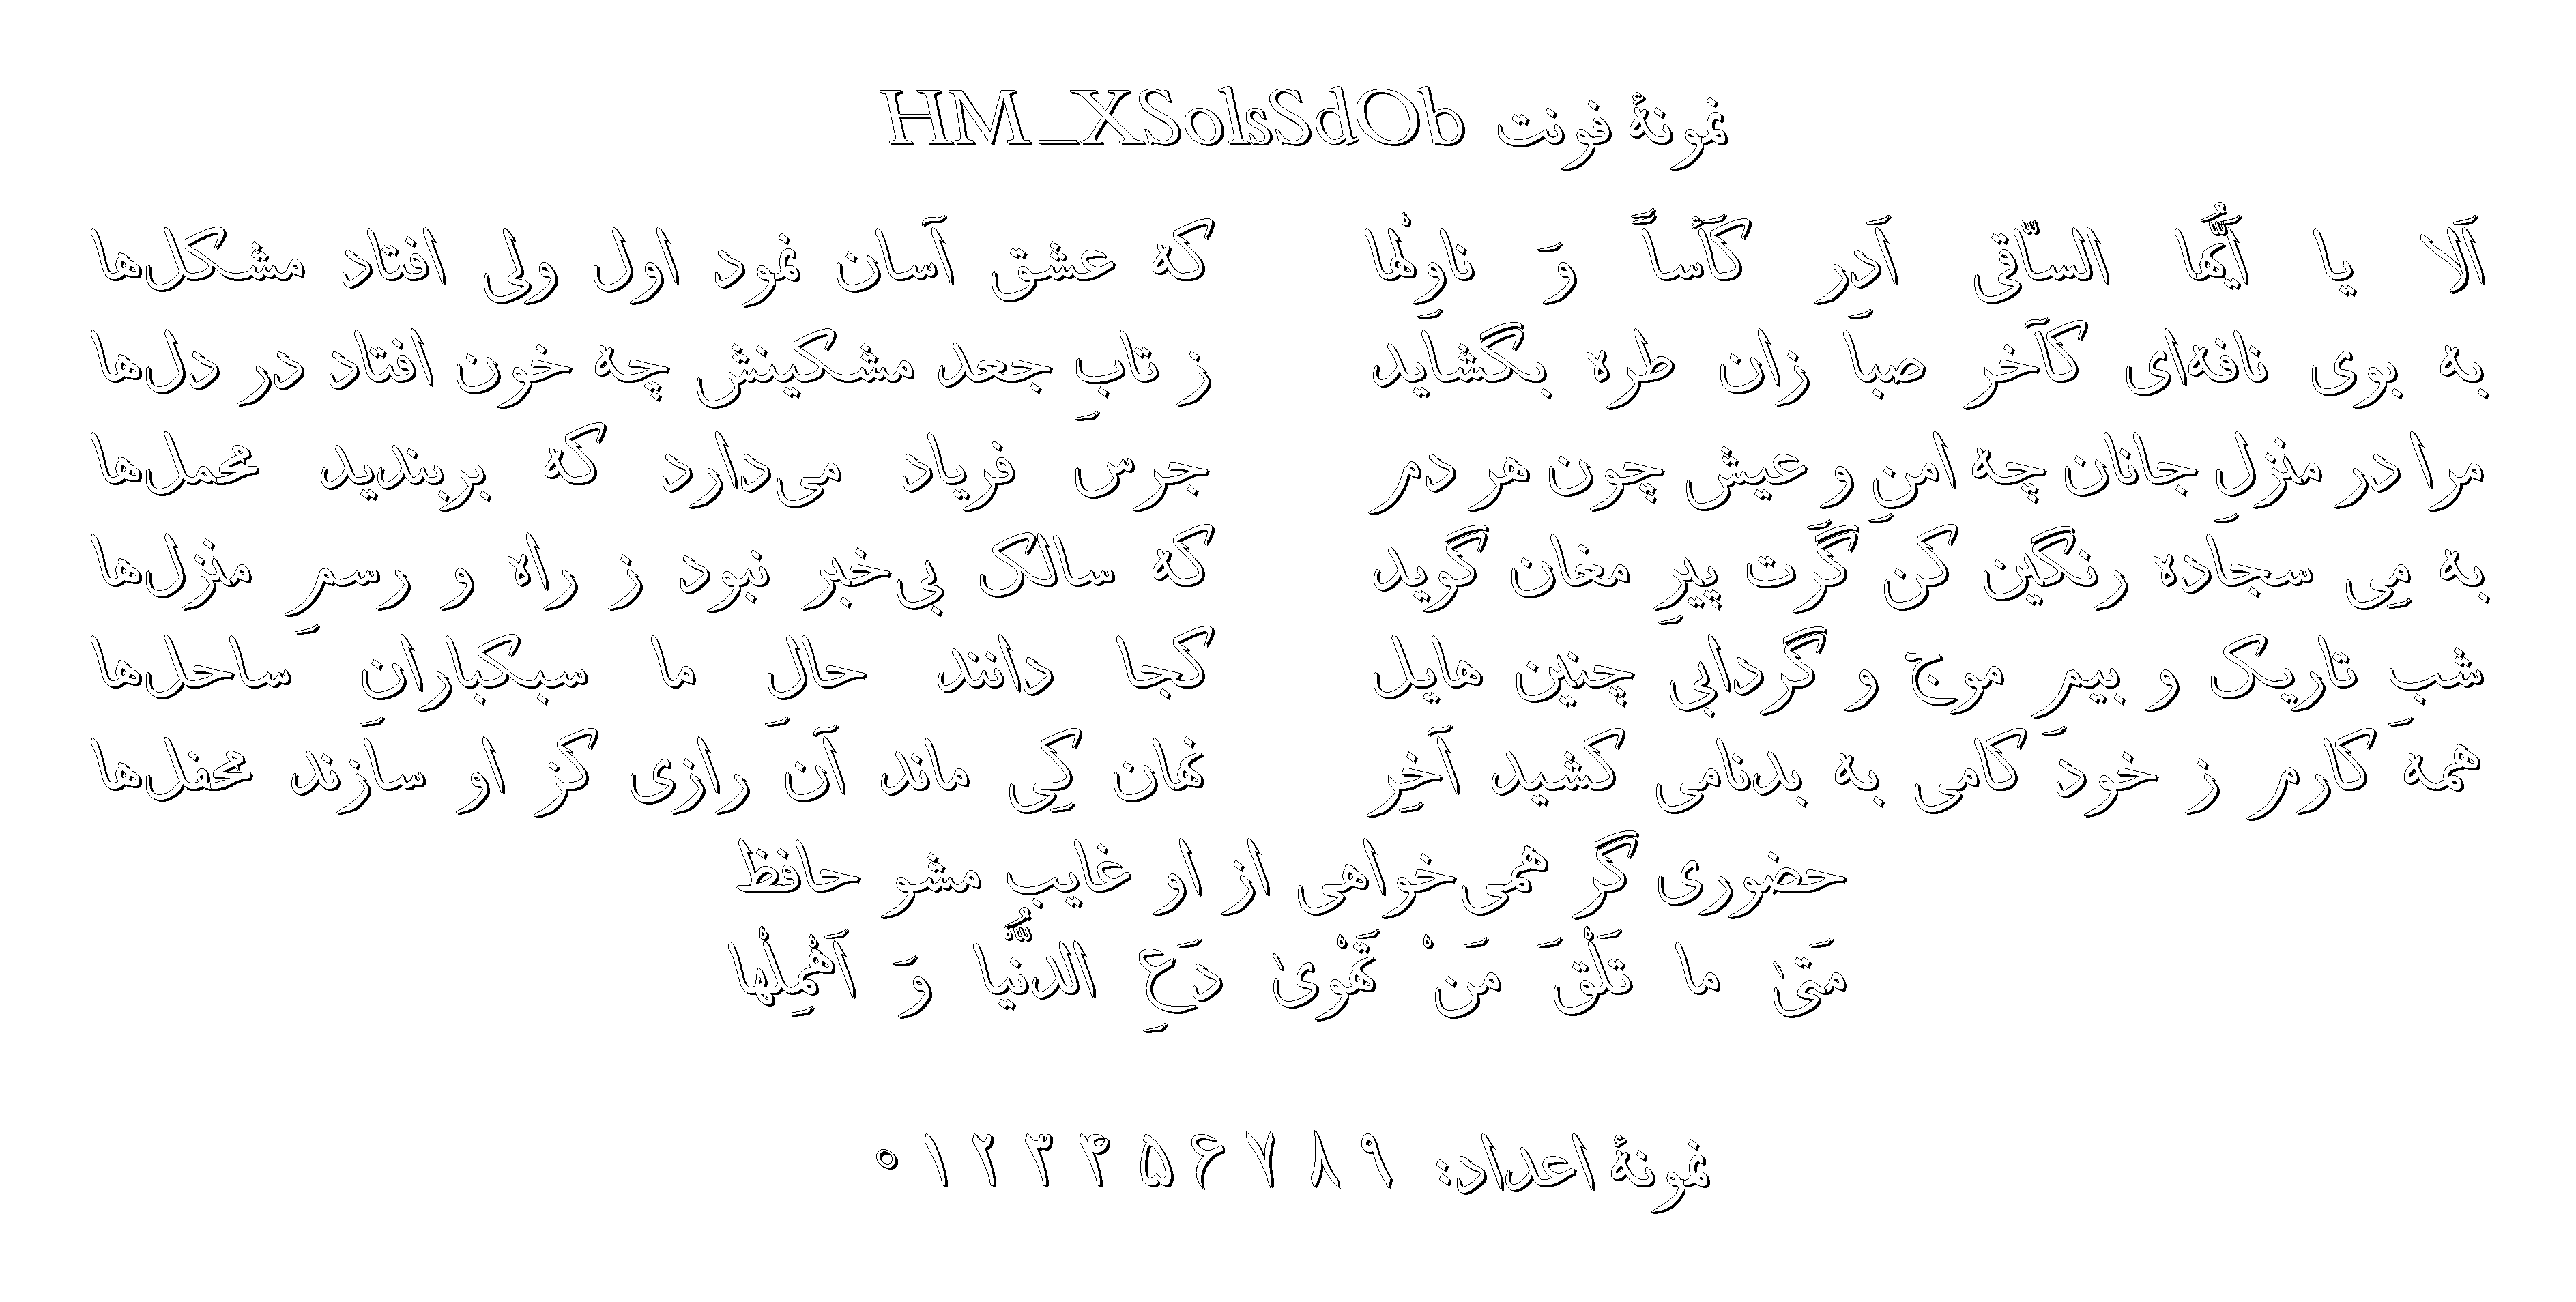 نمونهٔ فونت HM_XSolsSdOb
اَلا یا اَیُّها السّاقی اَدِر کَأساً وَ ناوِلْها که عشق آسان نمود اول ولی افتاد مشکل‌ها
به بوی نافه‌ای کآخر صبا زان طره بگشاید ز تابِ جعد مشکینش چه خون افتاد در دل‌ها
مرا در منزلِ جانان چه امنِ و عیش چون هر دم جرس فریاد می‌دارد که بربندید محمل‌ها
به مِی سجاده رنگین کن گَرت پیرِ مغان گوید که سالک بی‌خبر نبود ز راه و رسمِ منزل‌ها
شبِ تاریک و بیمِ موج و گردابی چنین هایل کجا دانند حالِ ما سبکبارانِ ساحل‌ها
همه کارم ز خود کامی به بدنامی کشید آخِر نهان کِی ماند آن رازی کز او سازند محفل‌ها
حضوری گر همی‌خواهی از او غایب مشو حافظ
مَتیٰ ما تَلْقَ مَنْ تَهْویٰ دَعِ الدُّنْیا وَ اَهْمِلْها
نمونهٔ اعداد: ۹ ۸ ۷ ۶ ۵ ۴ ۳ ۲ ۱ ۰